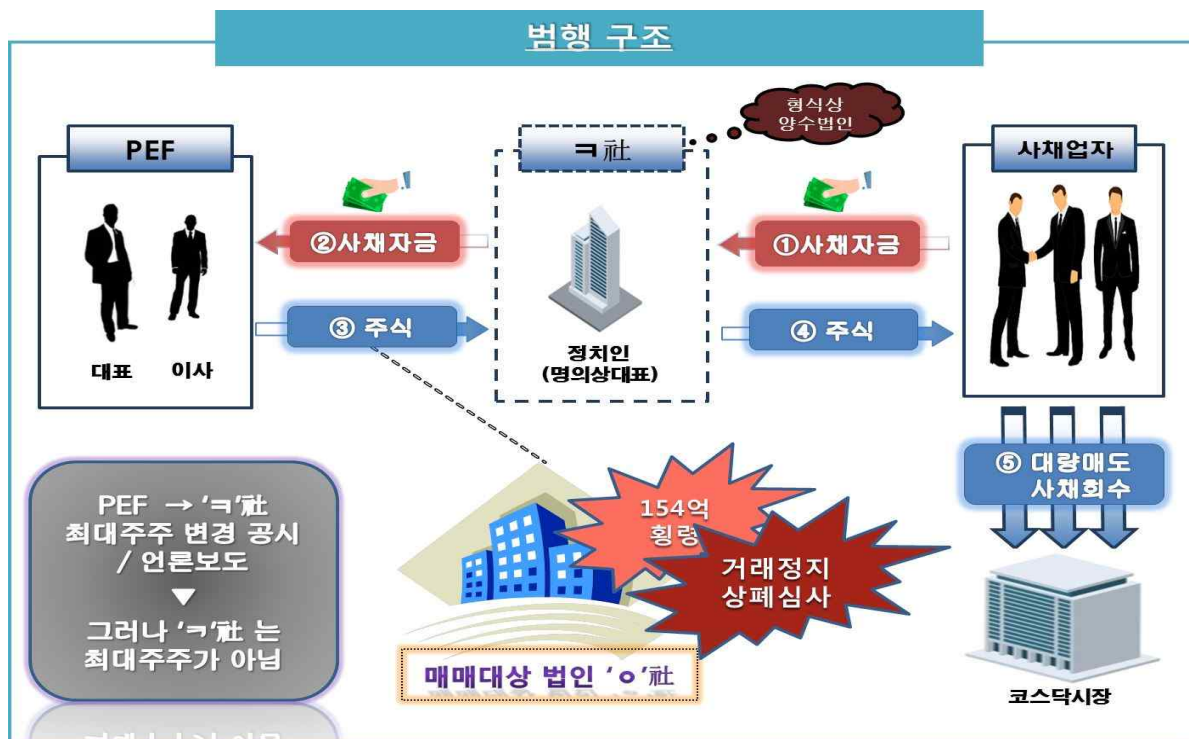 범행 구조
형식상
양수법인
PEF
ㅋ社
사채업자
②사채자금
①사채자금
③ 주식
④ 주식
대표 이사
정치인
(명의상대표)
⑤ 대량매도
사채회수
PEF → ‘ㅋ’社
최대주주 변경 공시
/ 언론보도
▼
그러나 ‘ㅋ’社 는
최대주주가 아님
154억
횡령
거래정지
상폐심사
매매대상 법인 ‘ㅇ’社
코스닥시장